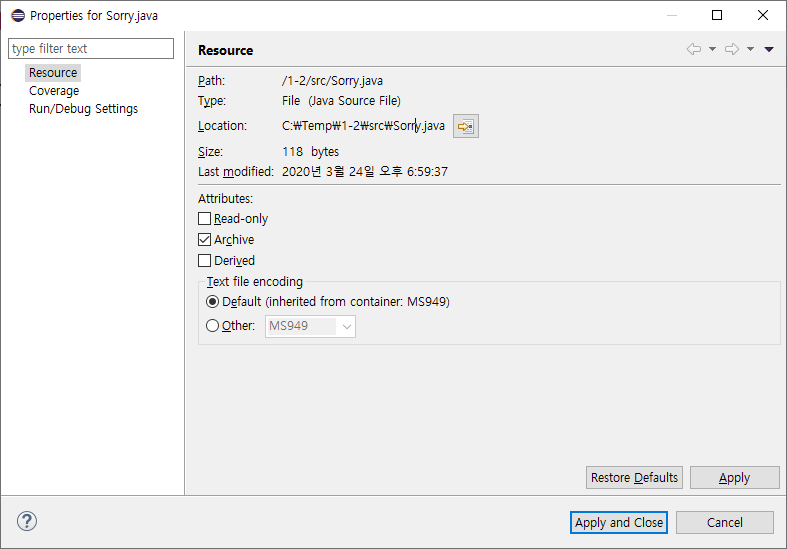 Properties for Sorry.java
type filter text
Resource
Coverage
Run/Debug Settings
Resource
Path: /1-2/src/Sorry.java
Type: File (Java Source File)
Location: C:₩Temp₩1-2₩src₩Sorry.java
Size: 118 bytes
Last modified: 2020년 3월 24일 오후 6:59:37
Attributes:
Read-only
Archive
Derived
Text file encoding
Default (inherited from container: MS949)
Other: MS949
Restore Defaults Apply
? Apply and Close Cancel